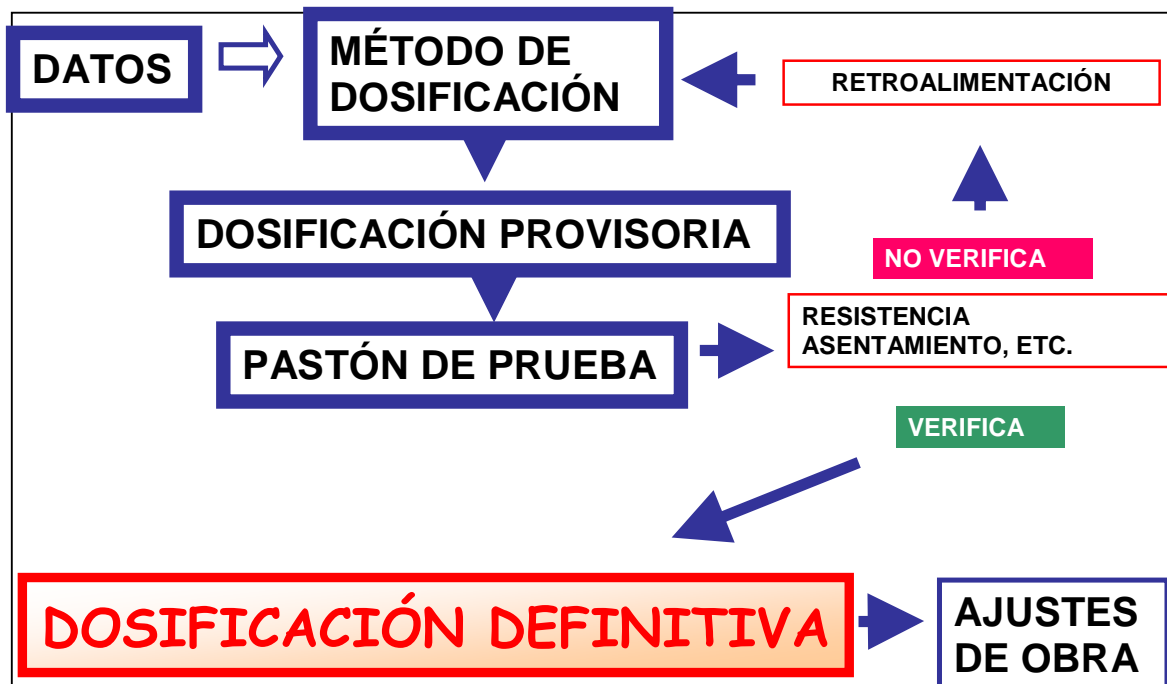 DATOS
MÉTODO DE
DOSIFICACIÓN
RETROALIMENTACIÓN
DOSIFICACIÓN PROVISORIA
NO VERIFICA
RESISTENCIA
ASENTAMIENTO, ETC.
PASTÓN DE PRUEBA
VERIFICA
DOSIFICACIÓN DEFINITIVA
AJUSTES
DE OBRA